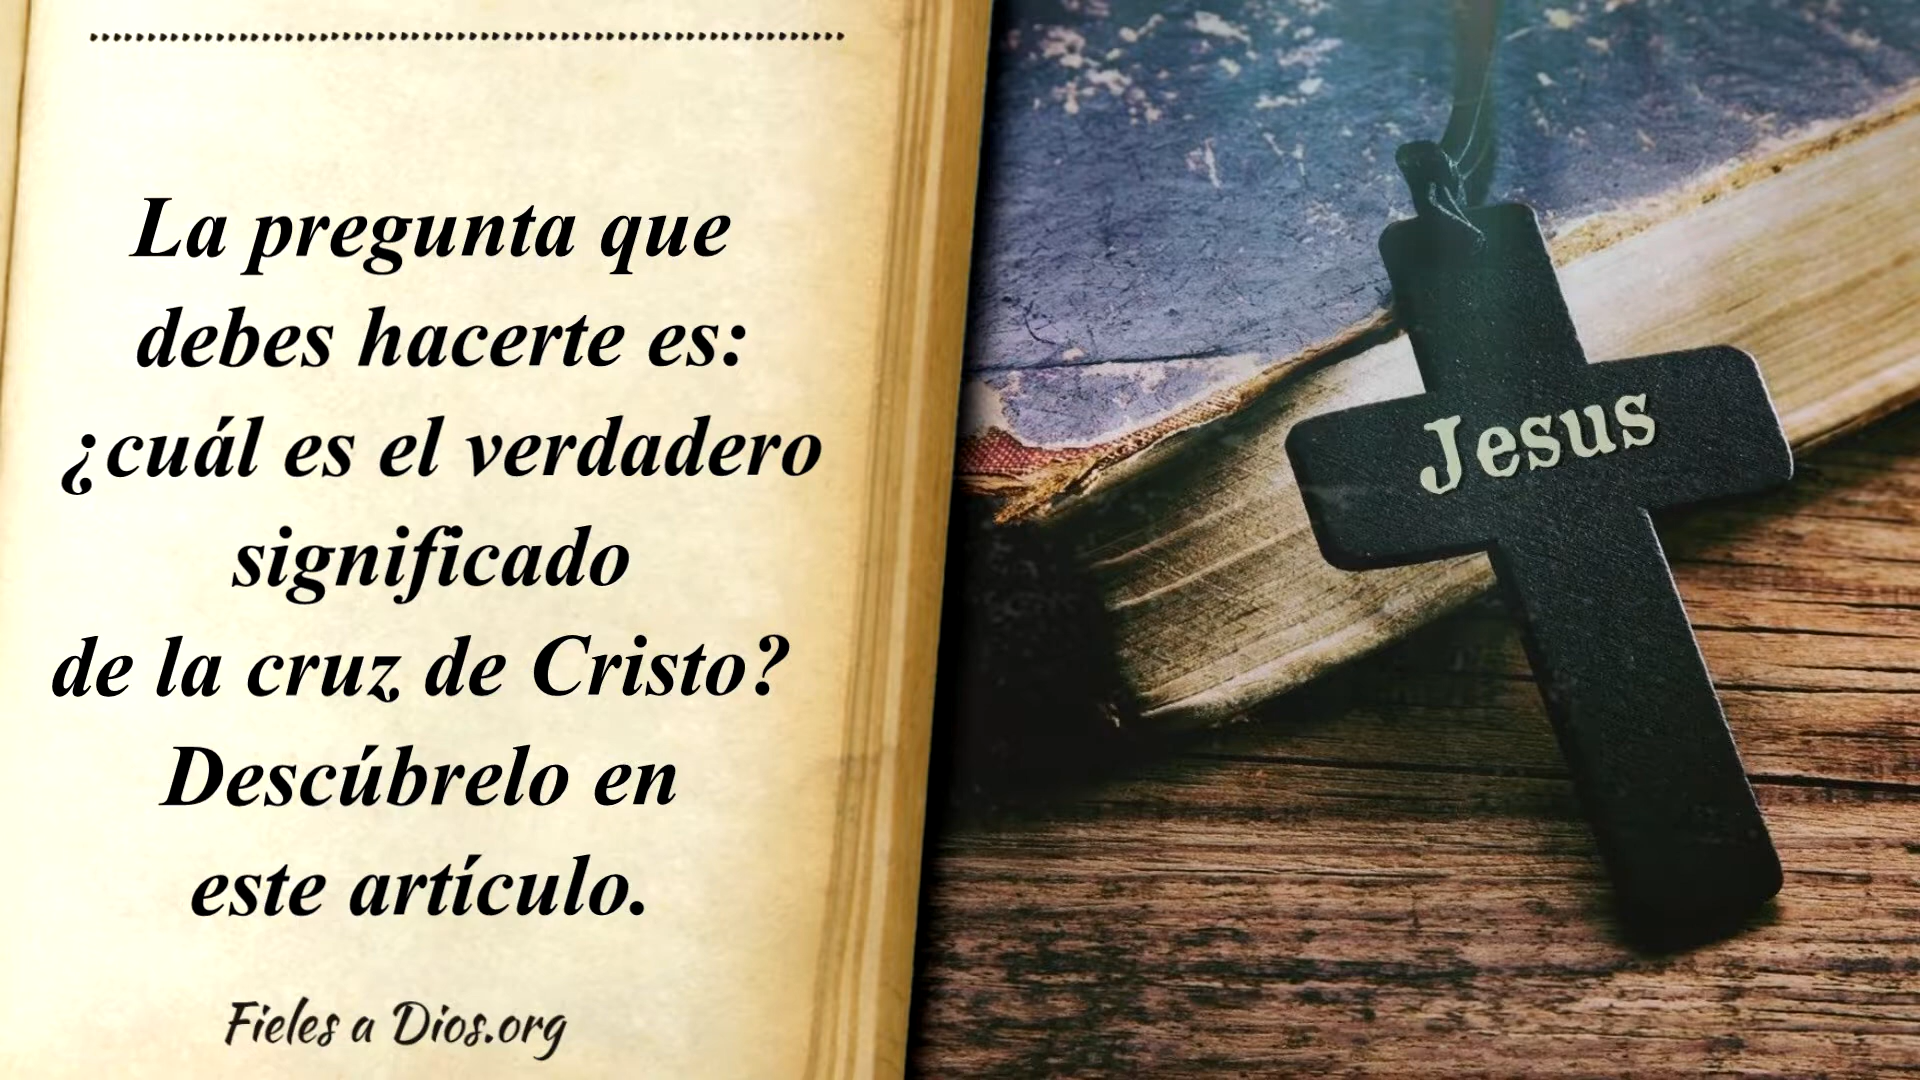 La pregunta que
debes hacerte es:
¿cuál es el verdadero
significado
de la cruz de Cristo?
Descúbrelo en
este artículo.
Fieles a Dios.org
Jesus